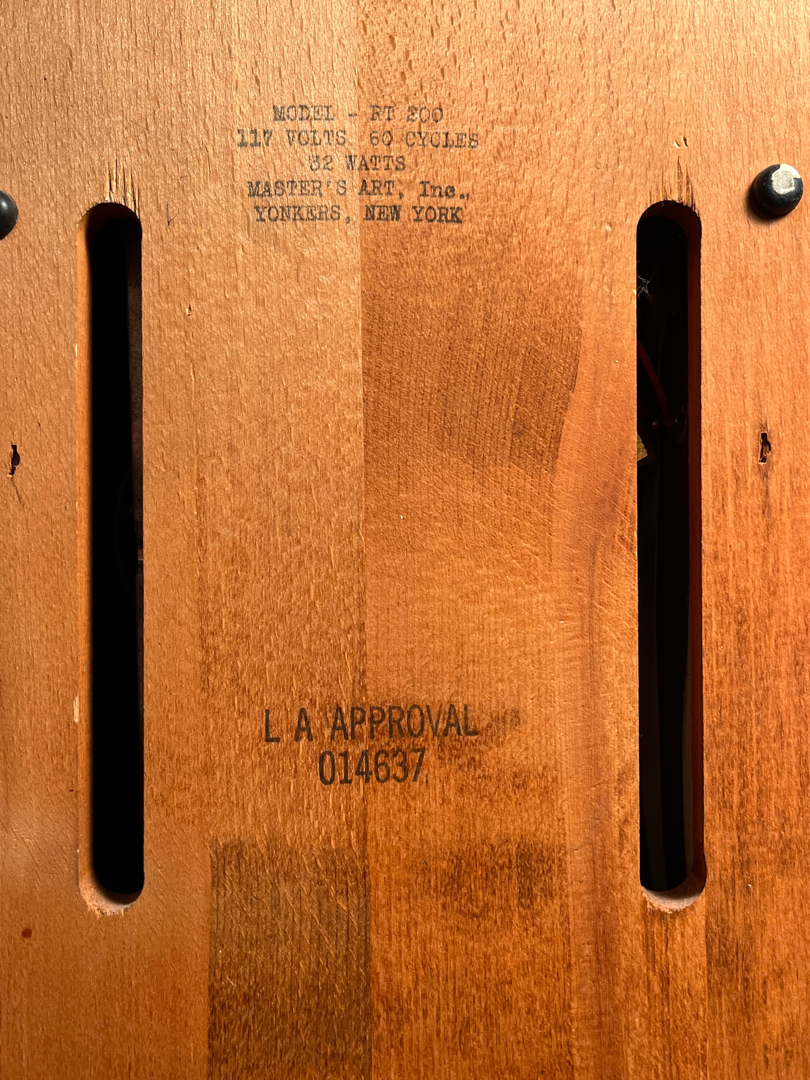 MODEL - RT 200
117 VOLTS 60 CYCLES
32 WATTS
MASTER'S ART, Inc.,
YONKERS, NEW YORK
L A APPROVAL
014637